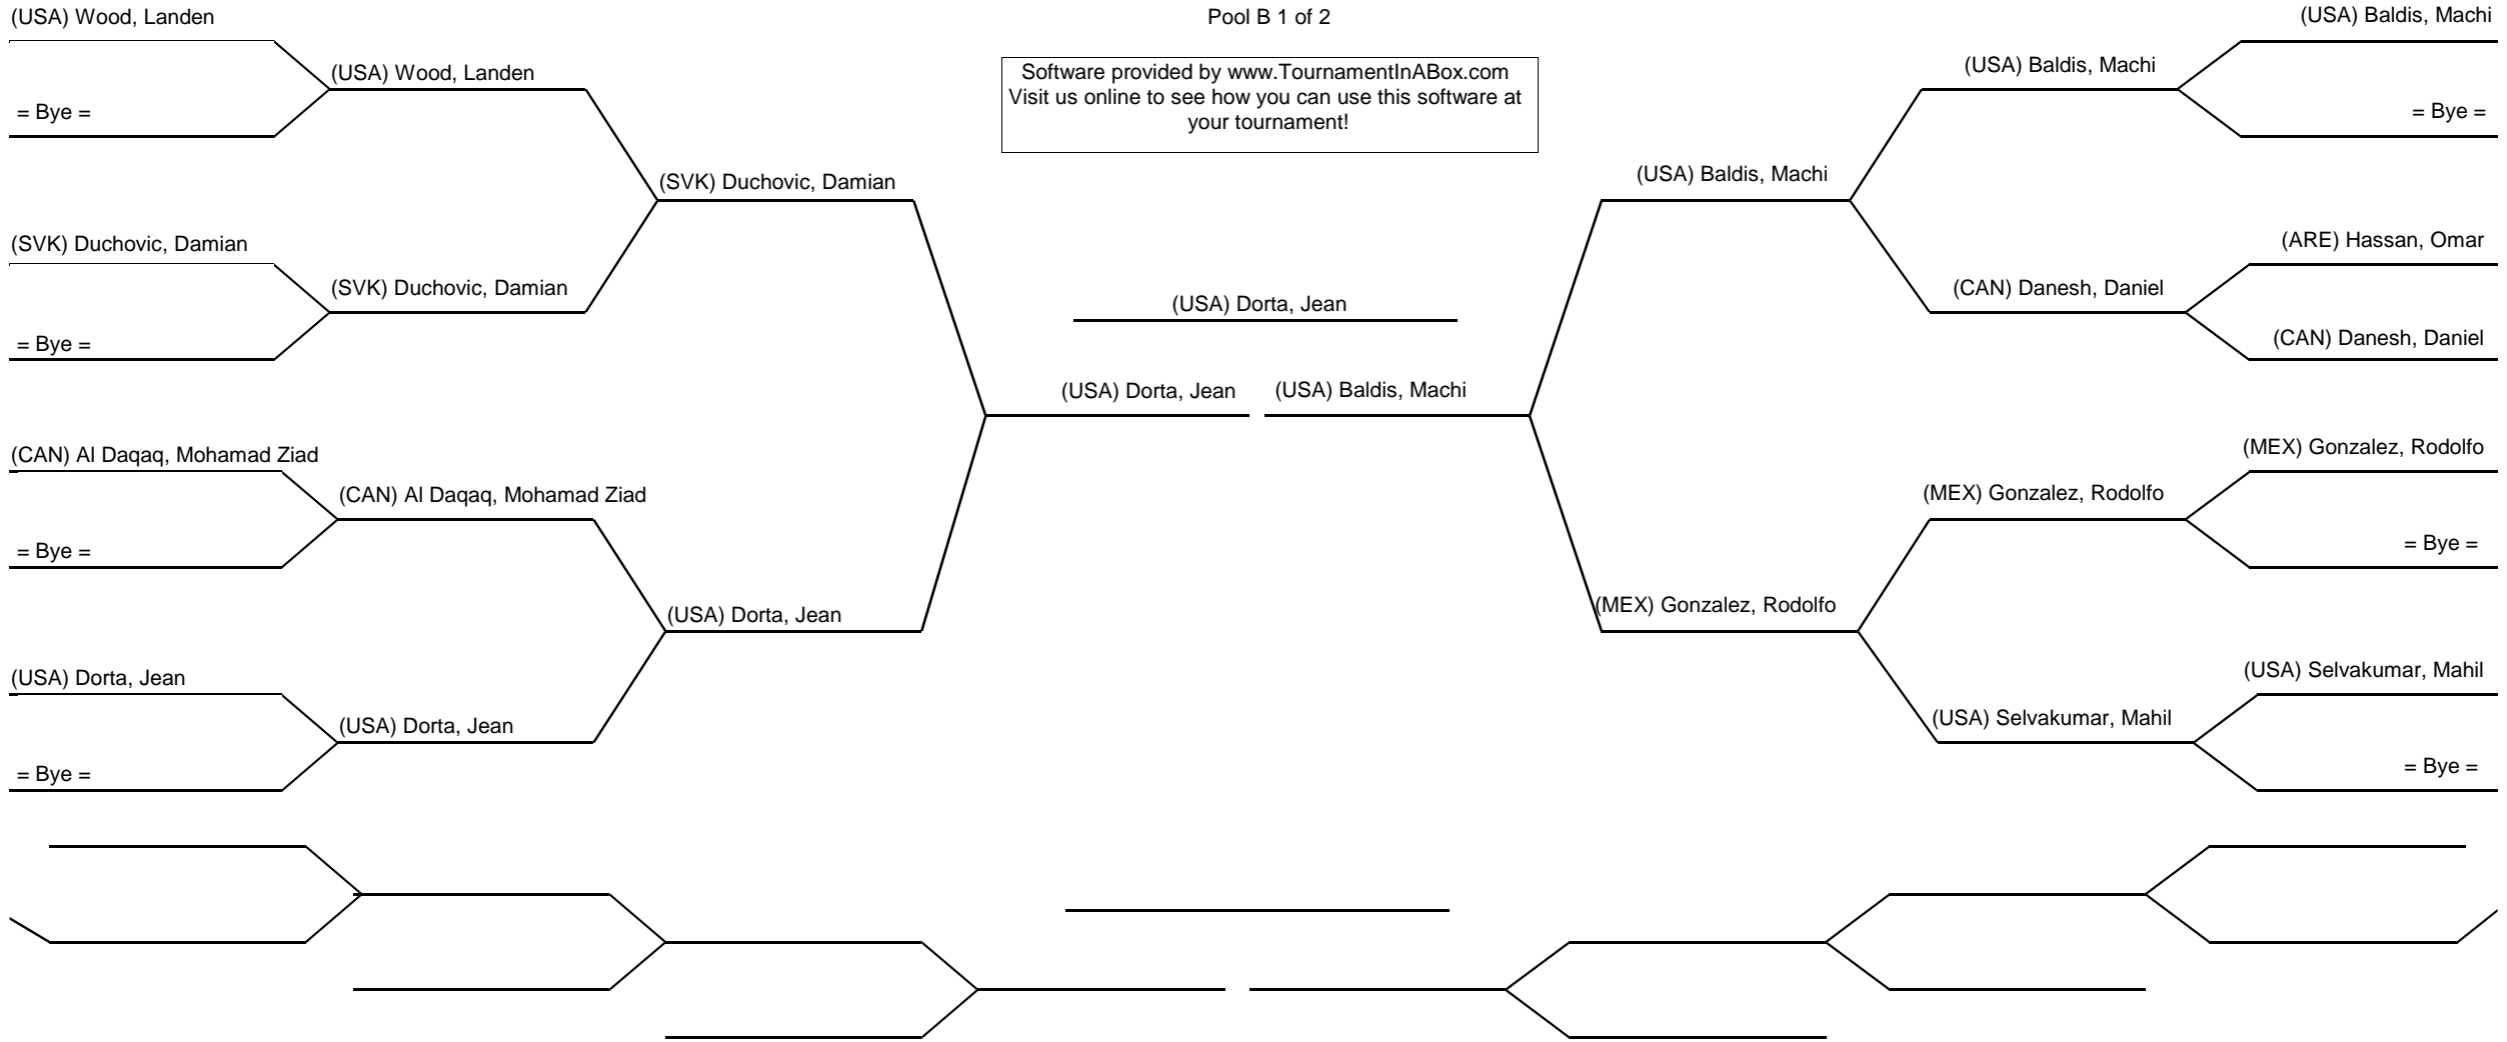 (USA) Wood, Landen
Pool B 1 of 2
(USA) Baldis, Machi
(USA) Wood, Landen
Software provided by www.TournamentInABox.com
Visit us online to see how you can use this software at
your tournament!
(USA) Baldis, Machi
= Bye =
= Bye =
(SVK) Duchovic, Damian
(USA) Baldis, Machi
(SVK) Duchovic, Damian
(ARE) Hassan, Omar
(SVK) Duchovic, Damian
(CAN) Danesh, Daniel
(USA) Dorta, Jean
= Bye =
(CAN) Danesh, Daniel
(USA) Dorta, Jean
(USA) Baldis, Machi
(CAN) Al Daqaq, Mohamad Ziad
(MEX) Gonzalez, Rodolfo
(CAN) Al Daqaq, Mohamad Ziad
(MEX) Gonzalez, Rodolfo
= Bye =
= Bye =
(USA) Dorta, Jean
(MEX) Gonzalez, Rodolfo
(USA) Dorta, Jean
(USA) Selvakumar, Mahil
(USA) Dorta, Jean
(USA) Selvakumar, Mahil
= Bye =
= Bye =